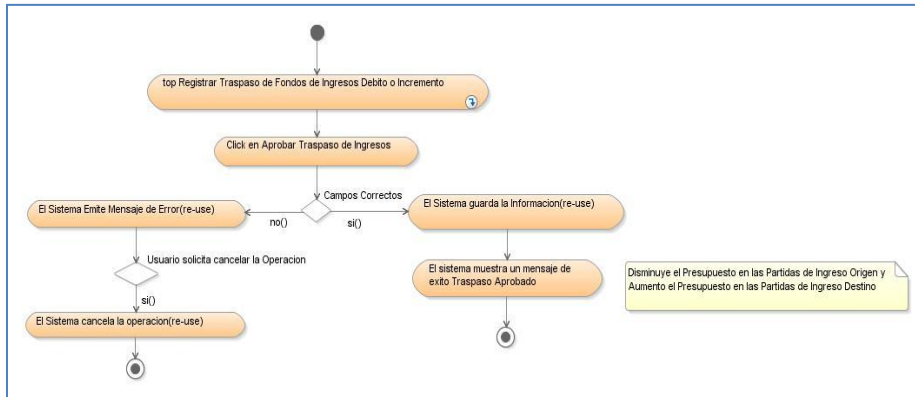 top Registrar Traspaso de Fondos de Ingresos Debito o Incremento
Click en Aprobar Traspaso de Ingresos
Campos Correctos
El Sistema Emite Mensaje de Error(re-use)
no()
si()
El Sistema guarda la Informacion(re-use)
Usuario solicita cancelar la Operacion
El sistema muestra un mensaje de
exito Traspaso Aprobado
Disminuye el Presupuesto en las Partidas de Ingreso Origen y
Aumento el Presupuesto en las Partidas de Ingreso Destino
si()
El Sistema cancela la operacion(re-use)